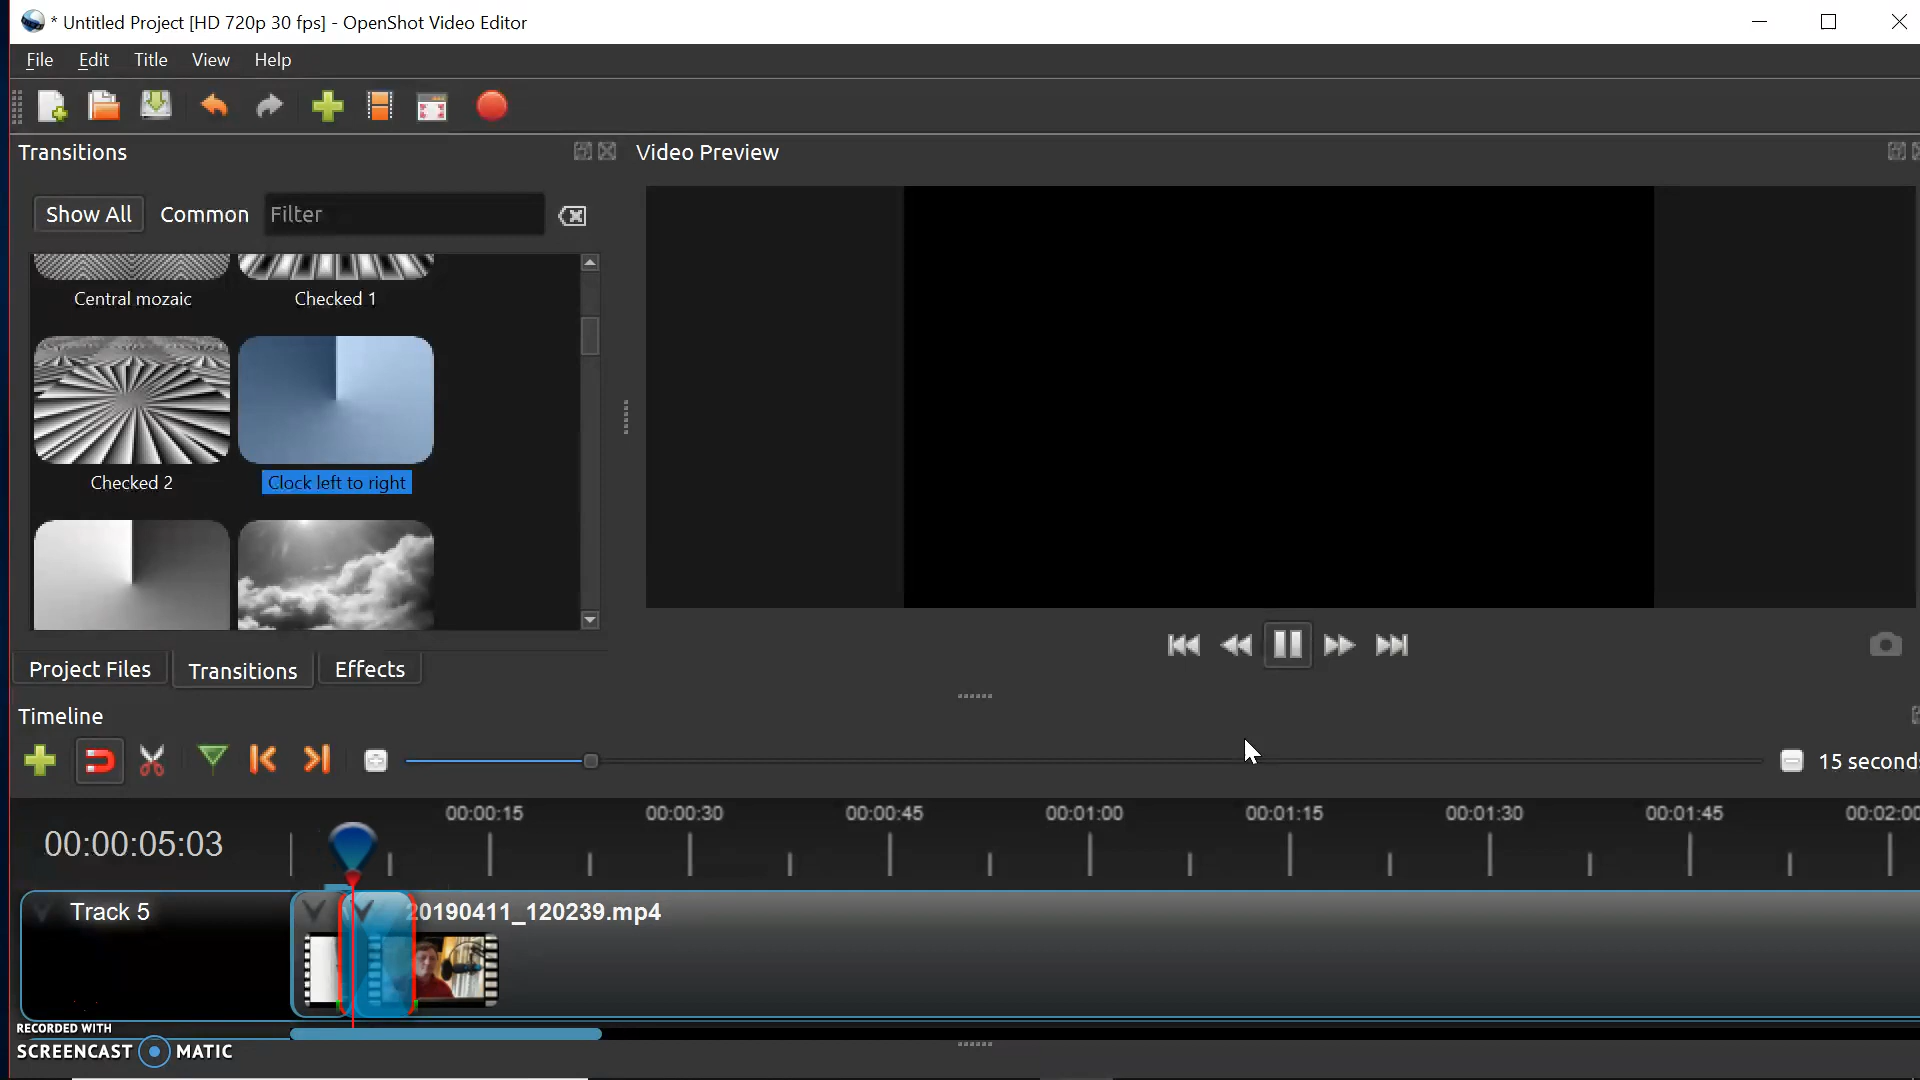 * Untitled Project [HD 720p 30 fps] - OpenShot Video Editor
File Edit Title View Help
Transitions
Video Preview
Show All Common Filter
Central mozaic Checked 1
Checked 2 Clock left to right
Project Files Transitions Effects
Timeline
15 seconds
00:00:05:03
00:00:15 00:00:30 00:00:45 00:01:00 00:01:15 00:01:30 00:01:45 00:02:00
Track 5
20190411_120239.mp4
RECORDED WITH
SCREENCAST MATIC